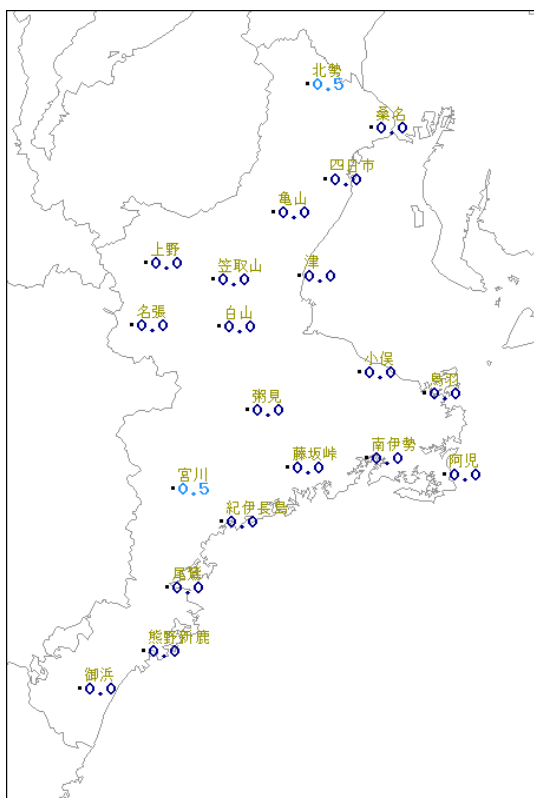 北勢
0.5
桑名
0.0
四日市
0.0
亀山
0.0
上野
0.0
笠取山
0.0
津
0.0
名張
0.0
白山
0.0
小俣
0.0
鳥羽
0.0
粥見
0.0
藤坂峠
0.0
南伊勢
0.0
阿児
0.0
宮川
0.5
紀伊長島
0.0
尾鷲
0.0
熊野新鹿
0.0
御浜
0.0